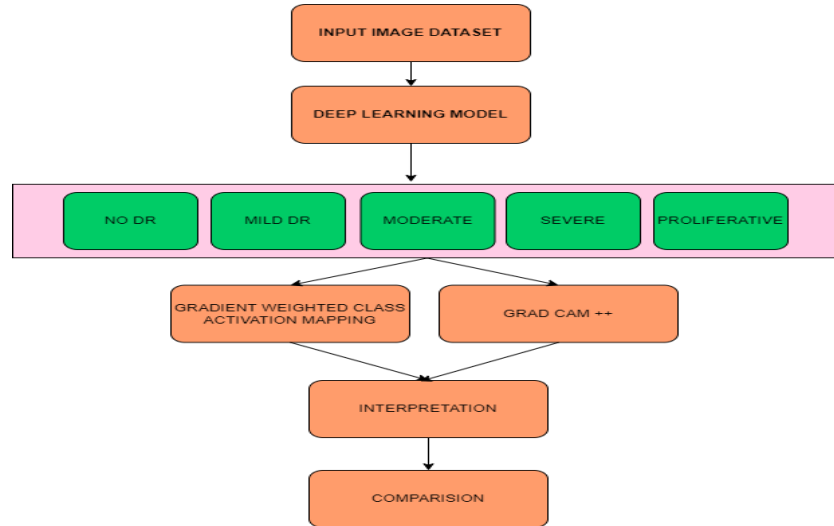 INPUT IMAGE DATASET
DEEP LEARNING MODEL
NO DR
MILD DR
MODERATE
SEVERE
PROLIFERATIVE
GRADIENT WEIGHTED CLASS
ACTIVATION MAPPING
GRAD CAM ++
INTERPRETATION
COMPARISION